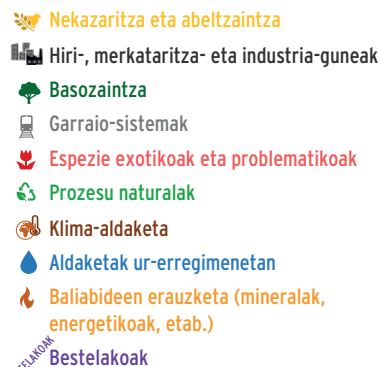 Nekazaritza eta abeltzaintza
Hiri-, merkataritza- eta industria-guneak
Basozaintza
Garraio-sistemak
Espezie exotikoak eta problematikoak
Prozesu naturalak
Klima-aldaketa
Aldaketak ur-erregimenetan
Baliabideen erauzketa (mineralak,
energetikoak, etab.)
Bestelakoak